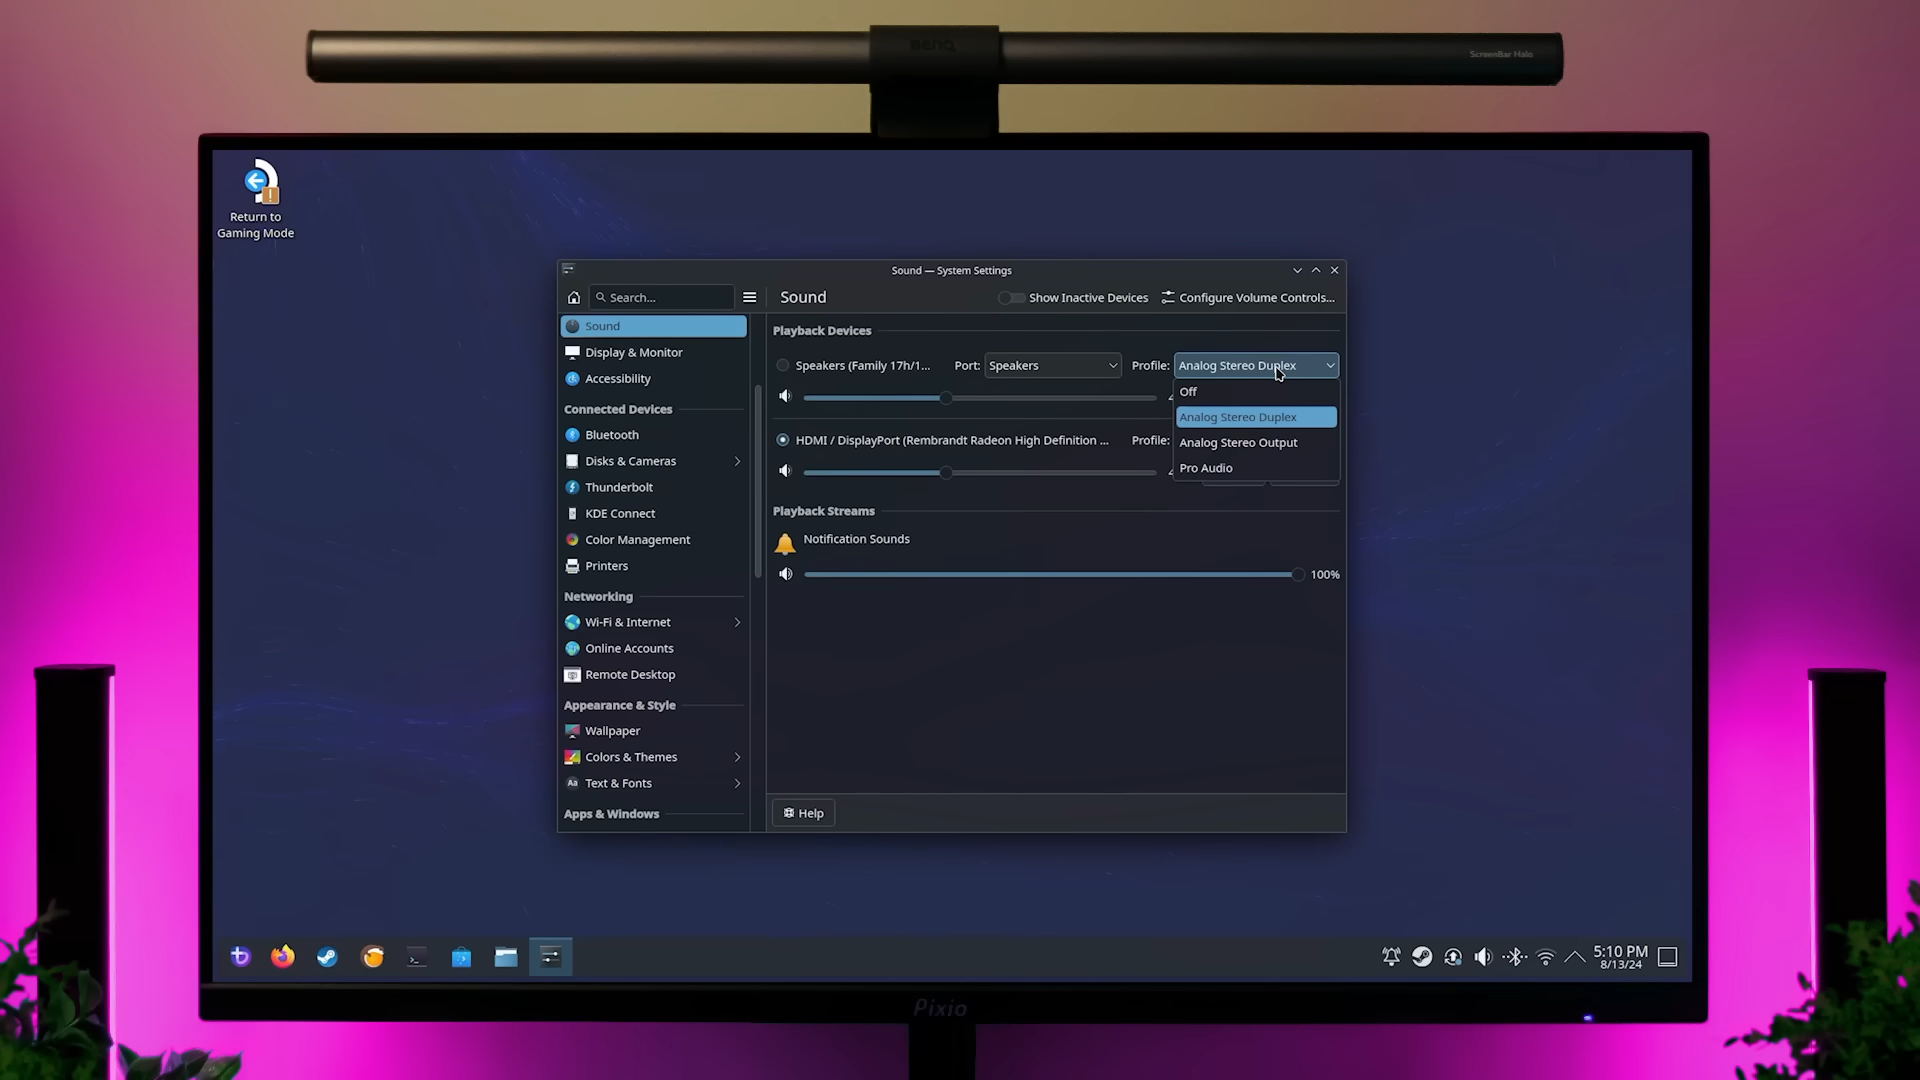 BENQ
ScreenBar Halo
Return to
Gaming Mode
Sound — System Settings
Search...
Sound
Show Inactive Devices
Configure Volume Controls...
Sound
Display & Monitor
Accessibility
Connected Devices
Bluetooth
Disks & Cameras
Thunderbolt
KDE Connect
Color Management
Printers
Networking
Wi-Fi & Internet
Online Accounts
Remote Desktop
Appearance & Style
Wallpaper
Colors & Themes
Aa
Text & Fonts
Apps & Windows
Playback Devices
Speakers (Family 17h/1...
Port:
Speakers
Profile:
Analog Stereo Duplex
Off
Analog Stereo Duplex
Analog Stereo Output
Pro Audio
HDMI / DisplayPort (Rembrandt Radeon High Definition ...
Profile:
Playback Streams
Notification Sounds
100%
Help
5:10 PM
8/13/24
Pixio